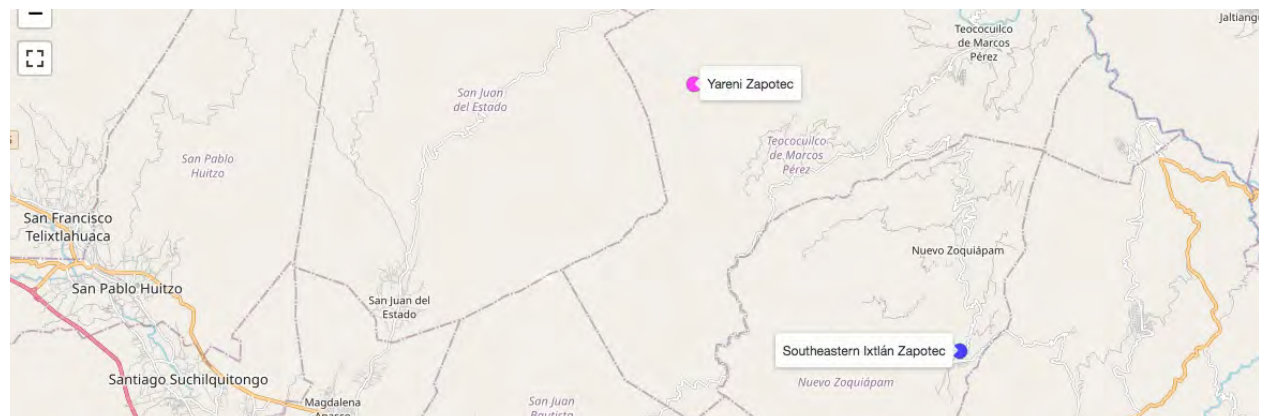 −
Teococuilco
de Marcos
Pérez
Yareni Zapotec
San Juan
del Estado
Teococuilco
de Marcos
Pérez
San Pablo
Huitzo
San Francisco
Telixtlahuaca
Nuevo Zoquiápam
San Pablo Huitzo
San Juan del
Estado
Southeastern Ixtlán Zapotec
Nuevo Zoquiápam
Santiago Suchilquitongo
Magdalena
San Juan